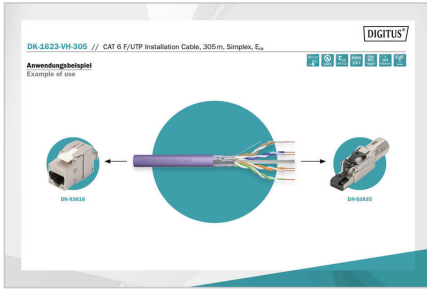 DIGITUS®
DK-1623-VH-305 // CAT 6 F/UTP Installation Cable, 305 m, Simplex, Eca
Anwendungsbeispiel
Example of use
DN-93816
DN-93835